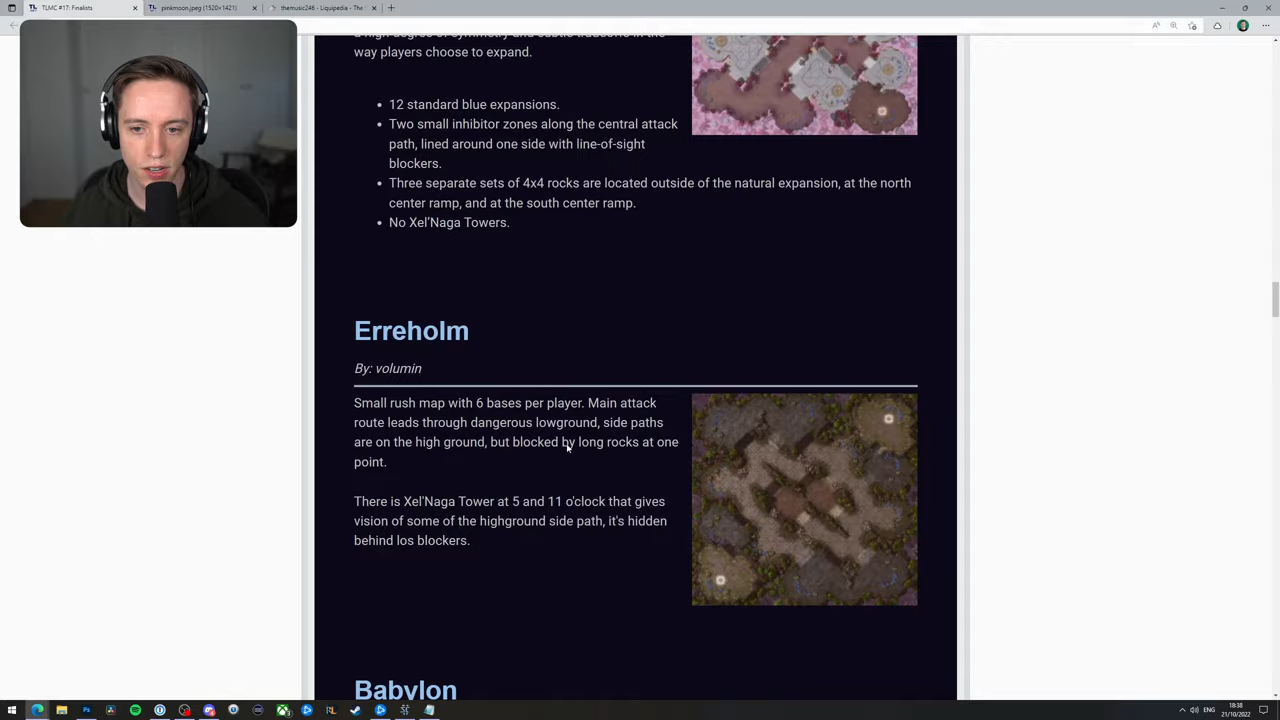 TLMC #17: Finalists
pinkmoon.jpeg (1520×1421)
themusic246 - Liquipedia - The S
way players choose to expand.
12 standard blue expansions.
Two small inhibitor zones along the central attack
path, lined around one side with line-of-sight
blockers.
Three separate sets of 4x4 rocks are located outside of the natural expansion, at the north
center ramp, and at the south center ramp.
No Xel'Naga Towers.
Erreholm
By: volumin
Small rush map with 6 bases per player. Main attack
route leads through dangerous lowground, side paths
are on the high ground, but blocked by long rocks at one
point.
There is Xel'Naga Tower at 5 and 11 o'clock that gives
vision of some of the highground side path, it's hidden
behind los blockers.
Babylon
ENG
18:38
21/10/2022